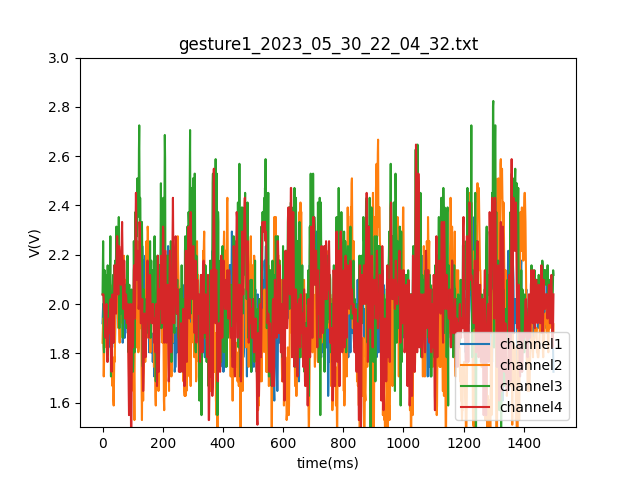 gesture1_2023_05_30_22_04_32.txt
3.0
2.8
2.6
2.4
2.2
2.0
1.8
1.6
V(V)
0 200 400 600 800 1000 1200 1400
time(ms)
channel1
channel2
channel3
channel4